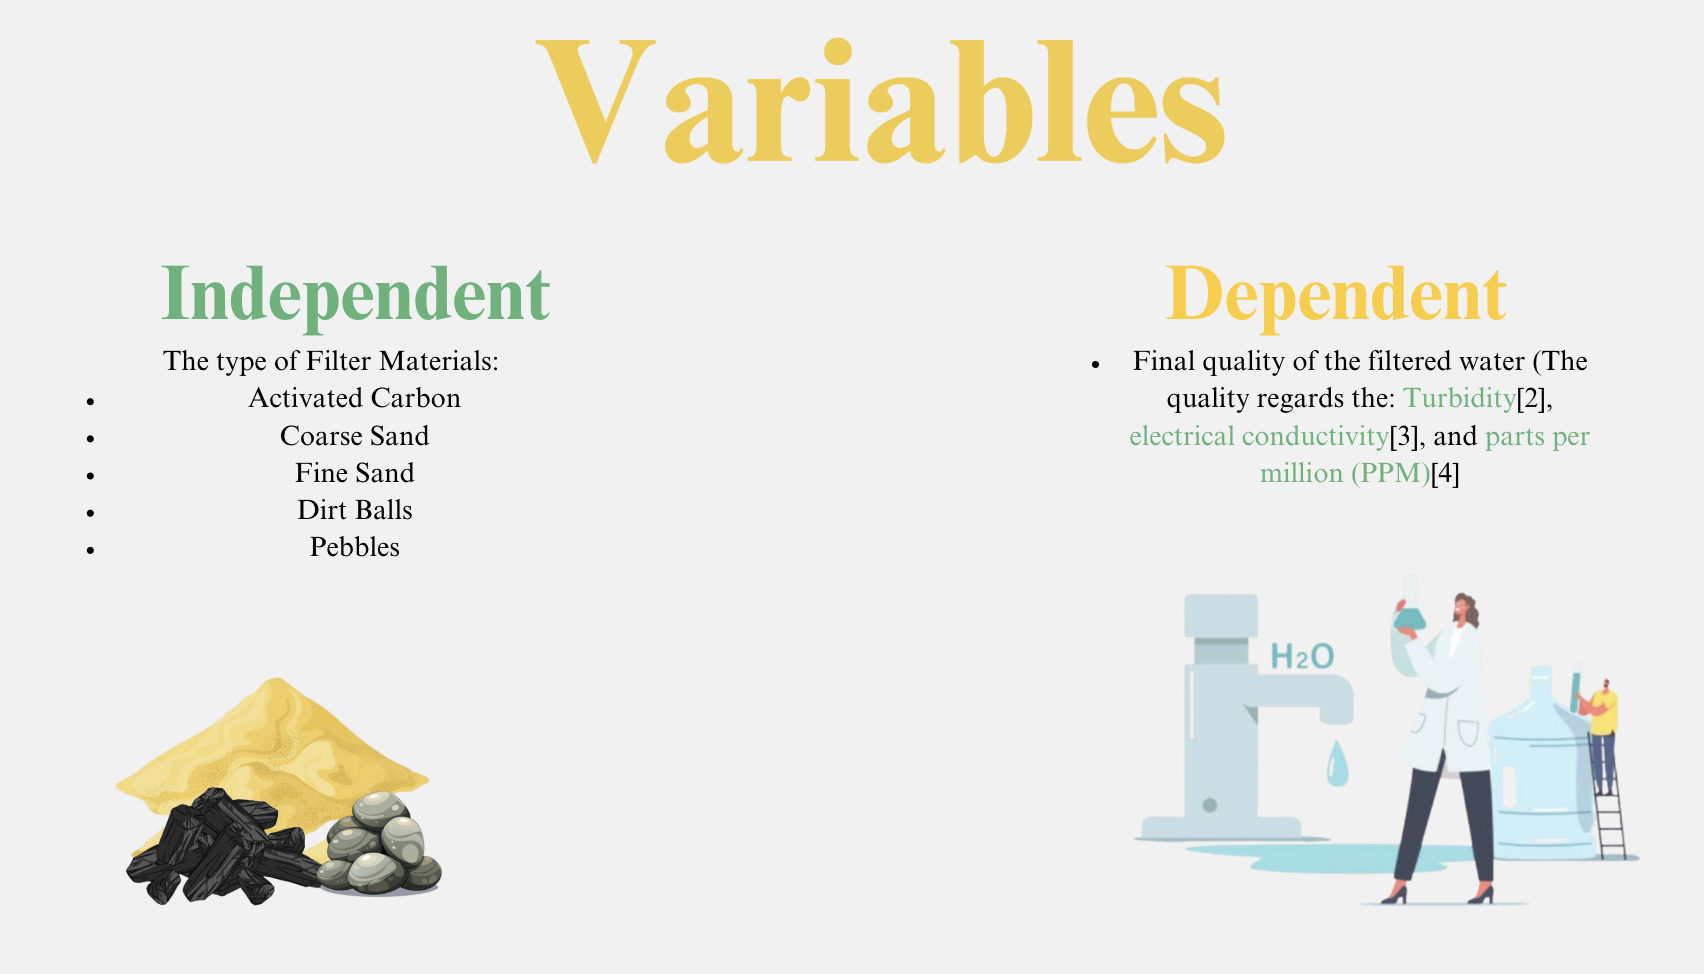 Variables
Independent
The type of Filter Materials:
• Activated Carbon
• Coarse Sand
• Fine Sand
• Dirt Balls
• Pebbles
Dependent
• Final quality of the filtered water (The
quality regards the: Turbidity[2],
electrical conductivity[3], and parts per
million (PPM)[4]
H2O